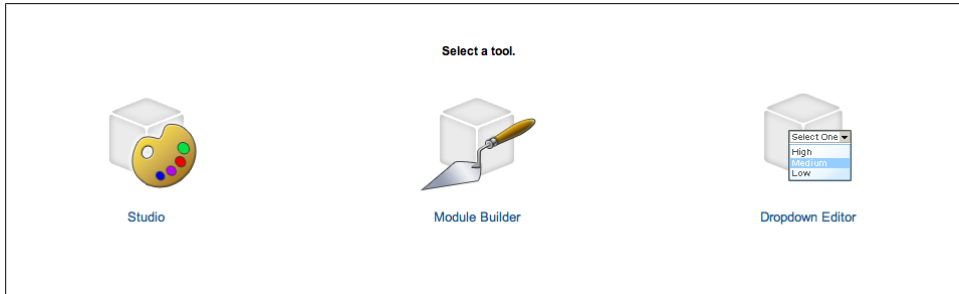 Select a tool.
Select One
High
Medium
Low
Studio
Module Builder
Dropdown Editor